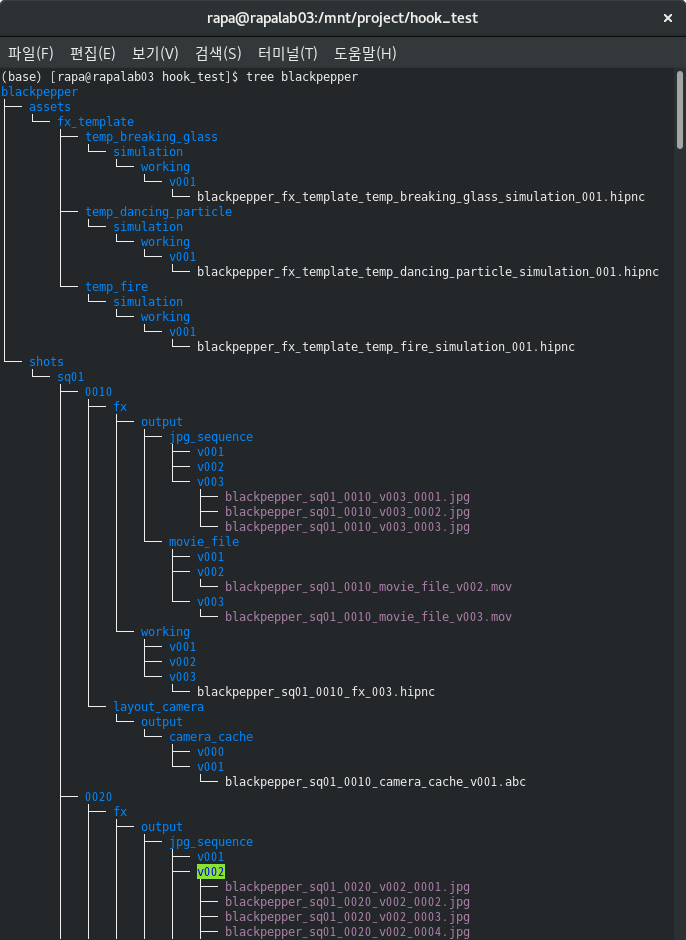 rapa@rapalab03:/mnt/project/hook_test
×
파일(F) 편집(E) 보기(V) 검색(S) 터미널(T) 도움말(H)
(base) [rapa@rapalab03 hook_test]$ tree blackpepper
blackpepper
├── assets
│   └── fx_template
│       ├── temp_breaking_glass
│       │   └── simulation
│       │       └── working
│       │           └── v001
│       │               └── blackpepper_fx_template_temp_breaking_glass_simulation_001.hipnc
│       ├── temp_dancing_particle
│       │   └── simulation
│       │       └── working
│       │           └── v001
│       │               └── blackpepper_fx_template_temp_dancing_particle_simulation_001.hipnc
│       └── temp_fire
│           └── simulation
│               └── working
│                   └── v001
│                       └── blackpepper_fx_template_temp_fire_simulation_001.hipnc
└── shots
    └── sq01
        ├── 0010
        │   ├── fx
        │   │   ├── output
        │   │   │   ├── jpg_sequence
        │   │   │   │   ├── v001
        │   │   │   │   ├── v002
        │   │   │   │   └── v003
        │   │   │   │       ├── blackpepper_sq01_0010_v003_0001.jpg
        │   │   │   │       ├── blackpepper_sq01_0010_v003_0002.jpg
        │   │   │   │       └── blackpepper_sq01_0010_v003_0003.jpg
        │   │   │   └── movie_file
        │   │   │       ├── v001
        │   │   │       ├── v002
        │   │   │       │   └── blackpepper_sq01_0010_movie_file_v002.mov
        │   │   │       └── v003
        │   │   │           └── blackpepper_sq01_0010_movie_file_v003.mov
        │   │   └── working
        │   │       ├── v001
        │   │       ├── v002
        │   │       └── v003
        │   │           └── blackpepper_sq01_0010_fx_003.hipnc
        │   └── layout_camera
        │       └── output
        │           └── camera_cache
        │               ├── v000
        │               └── v001
        │                   └── blackpepper_sq01_0010_camera_cache_v001.abc
        ├── 0020
        │   ├── fx
        │   │   ├── output
        │   │   │   ├── jpg_sequence
        │   │   │   │   ├── v001
        │   │   │   │   ├── v002
        │   │   │   │   │   ├── blackpepper_sq01_0020_v002_0001.jpg
        │   │   │   │   │   ├── blackpepper_sq01_0020_v002_0002.jpg
        │   │   │   │   │   ├── blackpepper_sq01_0020_v002_0003.jpg
        │   │   │   │   │   ├── blackpepper_sq01_0020_v002_0004.jpg